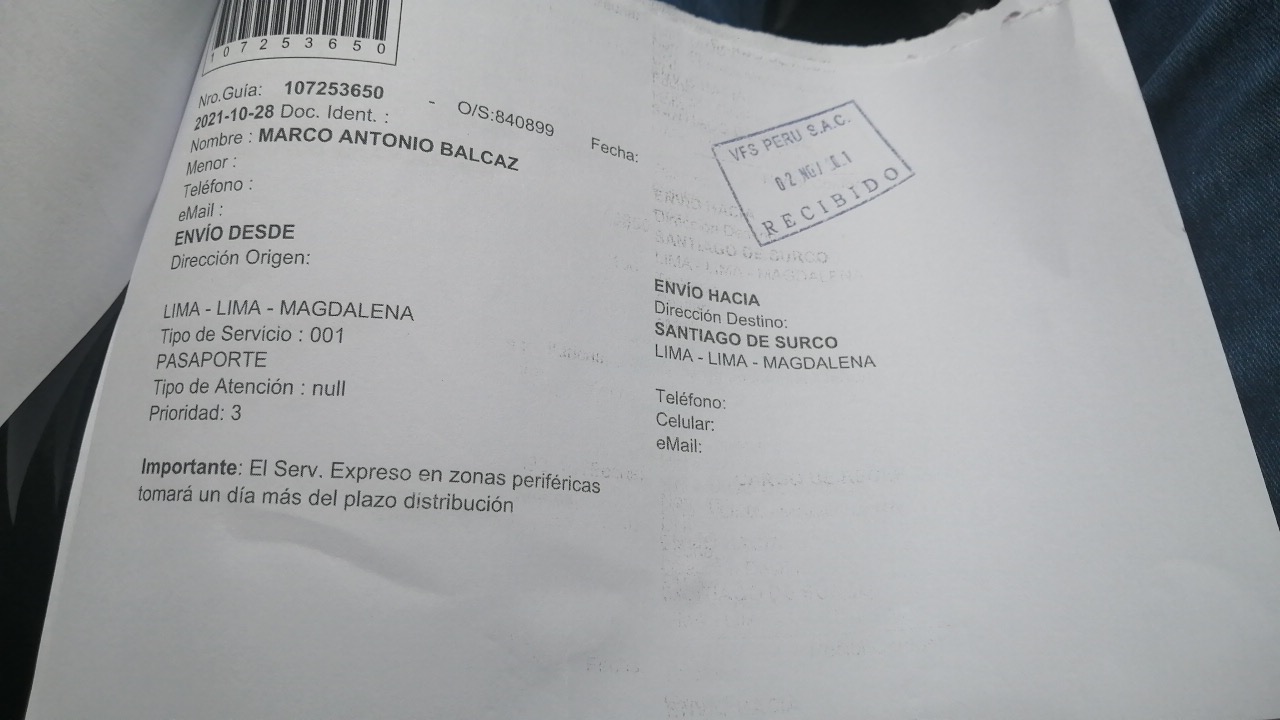 107253650
Nro.Guía: 107253650 - O/S:840899 Fecha:
2021-10-28 Doc. Ident. :
Nombre : MARCO ANTONIO BALCAZ
Menor :
Teléfono :
eMail :
ENVÍO DESDE
Dirección Origen:
LIMA - LIMA - MAGDALENA
Tipo de Servicio : 001
PASAPORTE
Tipo de Atención : null
Prioridad: 3
Importante: El Serv. Expreso en zonas periféricas
tomará un día más del plazo distribución
VFS PERU S.A.C.
02
RECIBIDO
ENVÍO HACIA
Dirección Destino:
SANTIAGO DE SURCO
LIMA - LIMA - MAGDALENA
Teléfono:
Celular:
eMail: